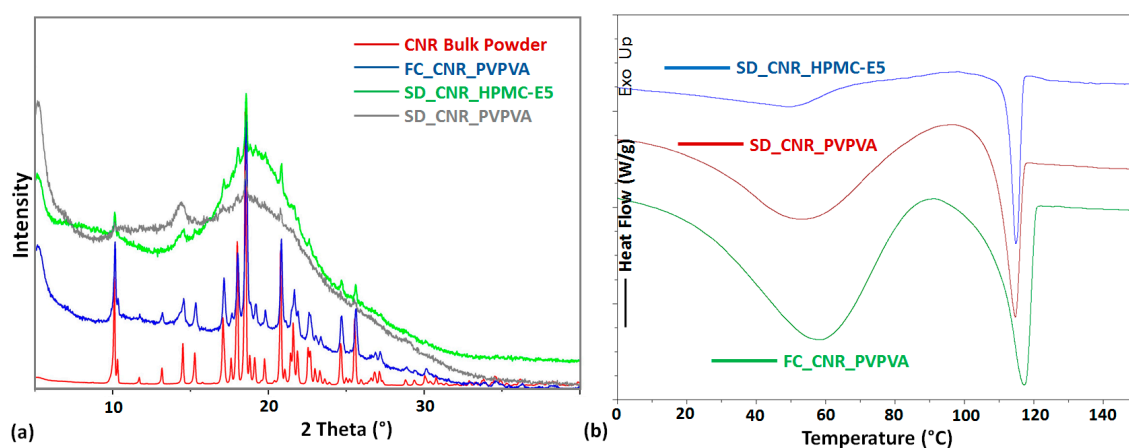 CNR Bulk Powder
FC_CNR_PVPVA
SD_CNR_HPMC-E5
SD_CNR_PVPVA
Intensity
10
20
30
(a)
2 Theta (°)
Exo Up
Heat Flow (W/g)
SD_CNR_HPMC-E5
SD_CNR_PVPVA
FC_CNR_PVPVA
0
20
40
60
80
100
120
140
(b)
Temperature (°C)